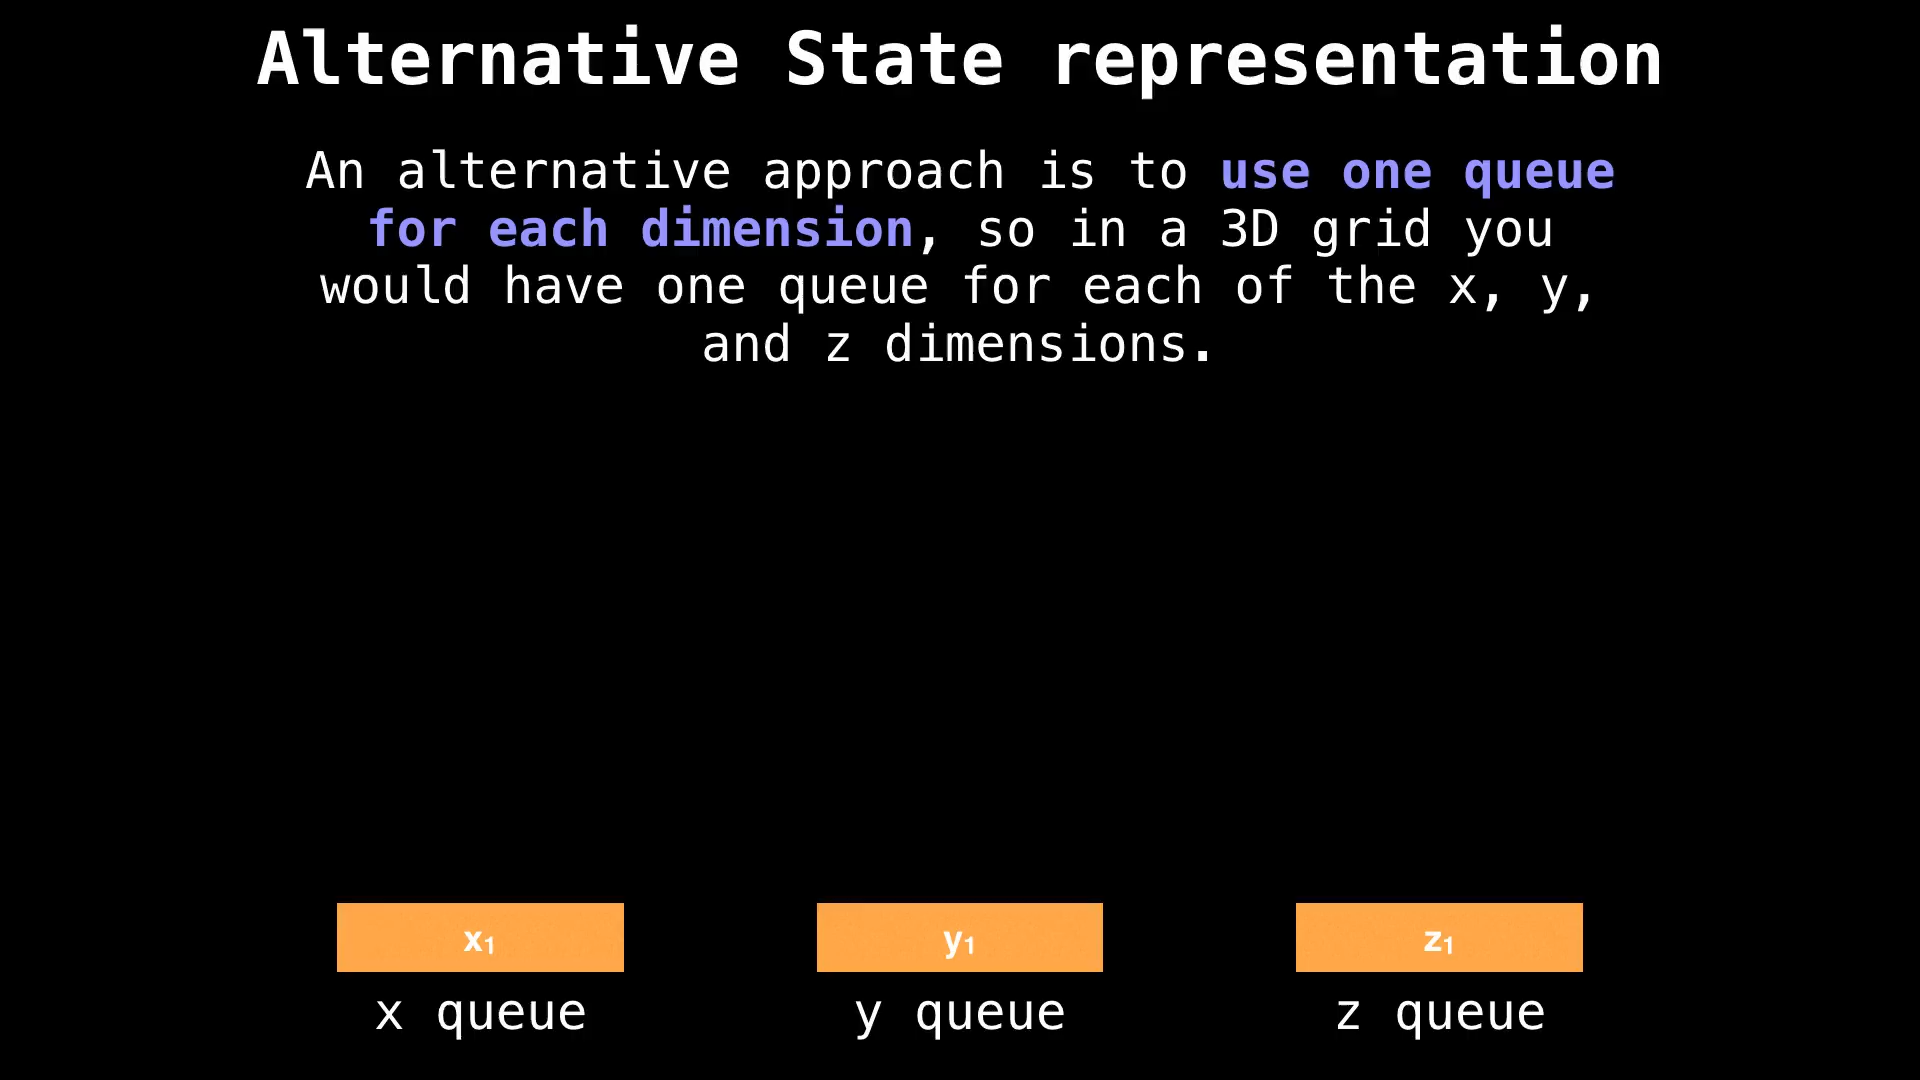 Alternative State representation
An alternative approach is to use one queue
for each dimension, so in a 3D grid you
would have one queue for each of the x, y,
and z dimensions.
x₁ y₁ z₁
x queue y queue z queue